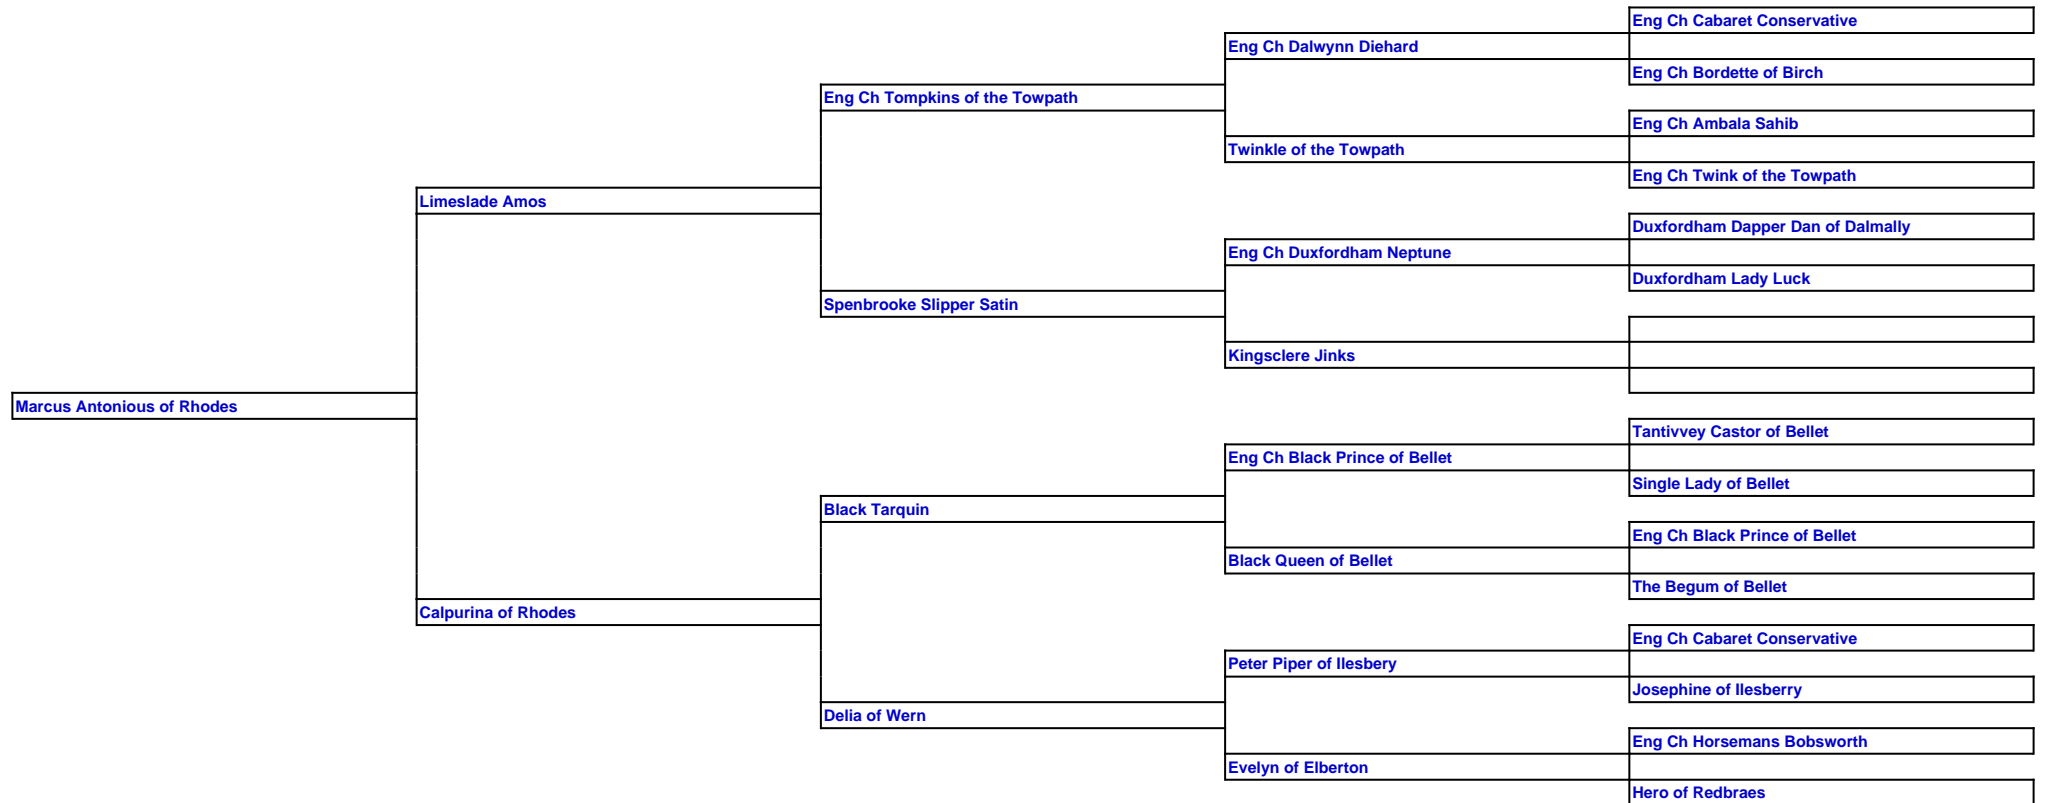 Eng Ch Cabaret Conservative
Eng Ch Dalwynn Diehard
Eng Ch Bordette of Birch
Eng Ch Tompkins of the Towpath
Eng Ch Ambala Sahib
Twinkle of the Towpath
Eng Ch Twink of the Towpath
Limeslade Amos
Duxfordham Dapper Dan of Dalmally
Eng Ch Duxfordham Neptune
Duxfordham Lady Luck
Spenbrooke Slipper Satin
Kingsclere Jinks
Marcus Antonious of Rhodes
Tantivvey Castor of Bellet
Eng Ch Black Prince of Bellet
Single Lady of Bellet
Black Tarquin
Eng Ch Black Prince of Bellet
Black Queen of Bellet
The Begum of Bellet
Calpurina of Rhodes
Eng Ch Cabaret Conservative
Peter Piper of Ilesbery
Josephine of Ilesberry
Delia of Wern
Eng Ch Horsemans Bobsworth
Evelyn of Elberton
Hero of Redbraes